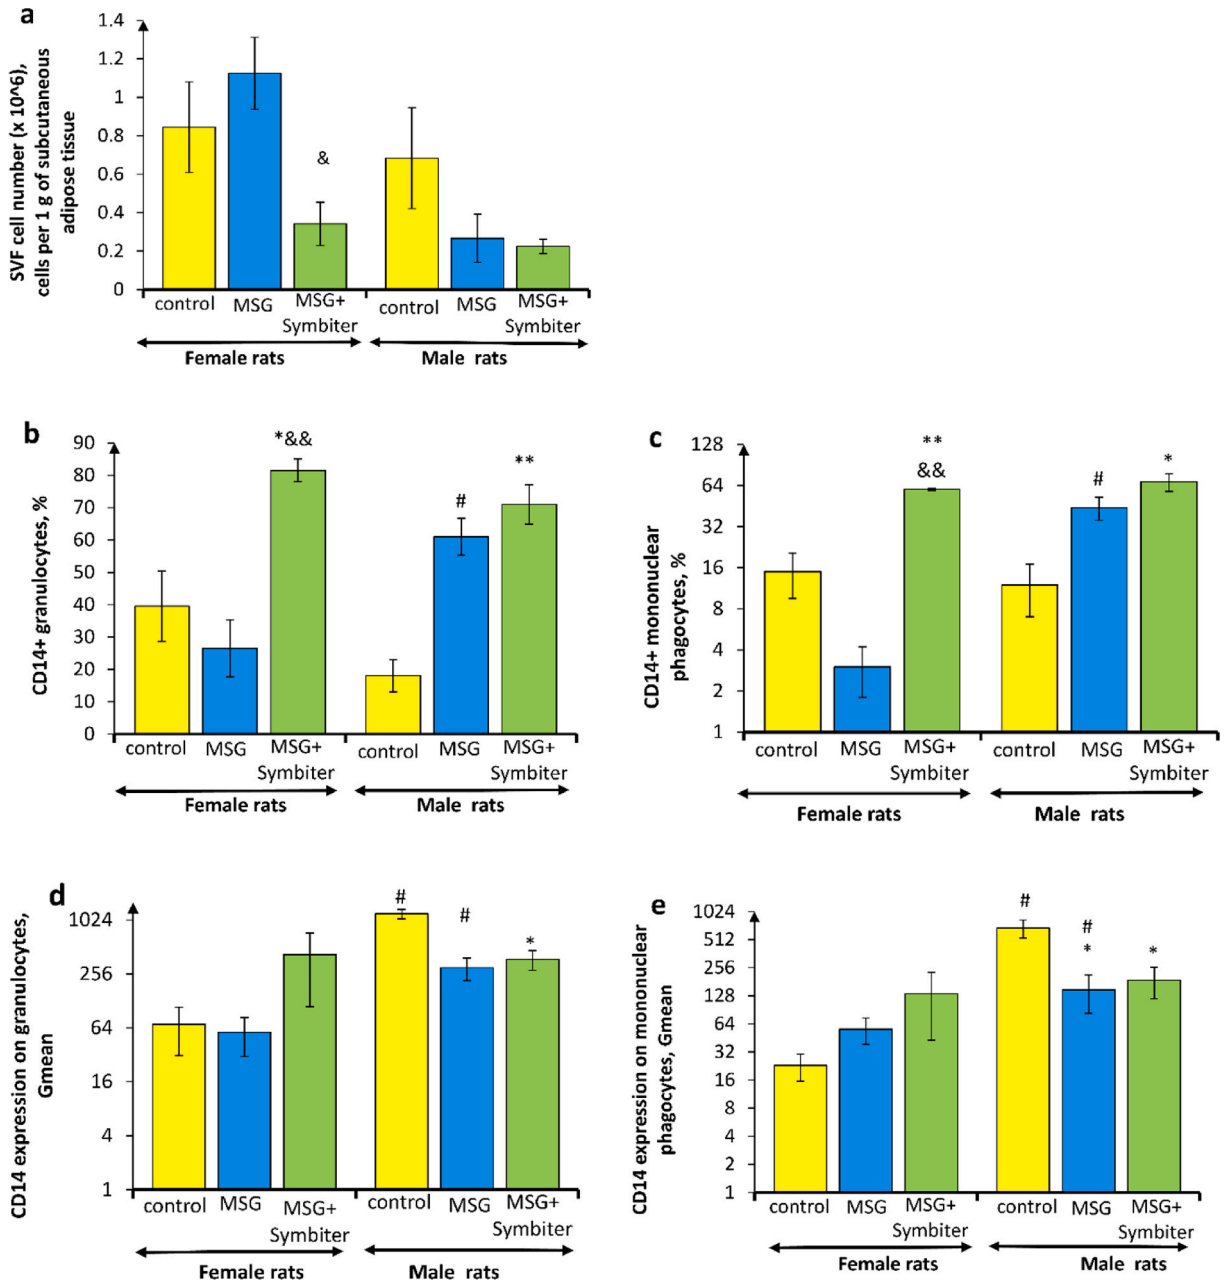 a
SVF cell number (x 10^6),
cells per 1 g of subcutaneous
adipose tissue
1.4
1.2
1
0.8
0.6
0.4
0.2
0
&
control
MSG
MSG+
Symbiter
control
MSG
MSG+
Symbiter
Female rats
Male rats
b
CD14+ granulocytes, %
90
80
70
60
50
40
30
20
10
0
*&&
#
**
control
MSG
MSG+
Symbiter
control
MSG
MSG+
Symbiter
Female rats
Male rats
c
CD14+ mononuclear
phagocytes, %
128
64
32
16
8
4
2
1
**
&&
#
*
control
MSG
MSG+
Symbiter
control
MSG
MSG+
Symbiter
Female rats
Male rats
d
CD14 expression on granulocytes,
Gmean
1024
256
64
16
4
1
#
#
*
control
MSG
MSG+
Symbiter
control
MSG
MSG+
Symbiter
Female rats
Male rats
e
CD14 expression on mononuclear
phagocytes, Gmean
1024
512
256
128
64
32
16
8
4
2
1
#
#
*
*
control
MSG
MSG+
Symbiter
control
MSG
MSG+
Symbiter
Female rats
Male rats